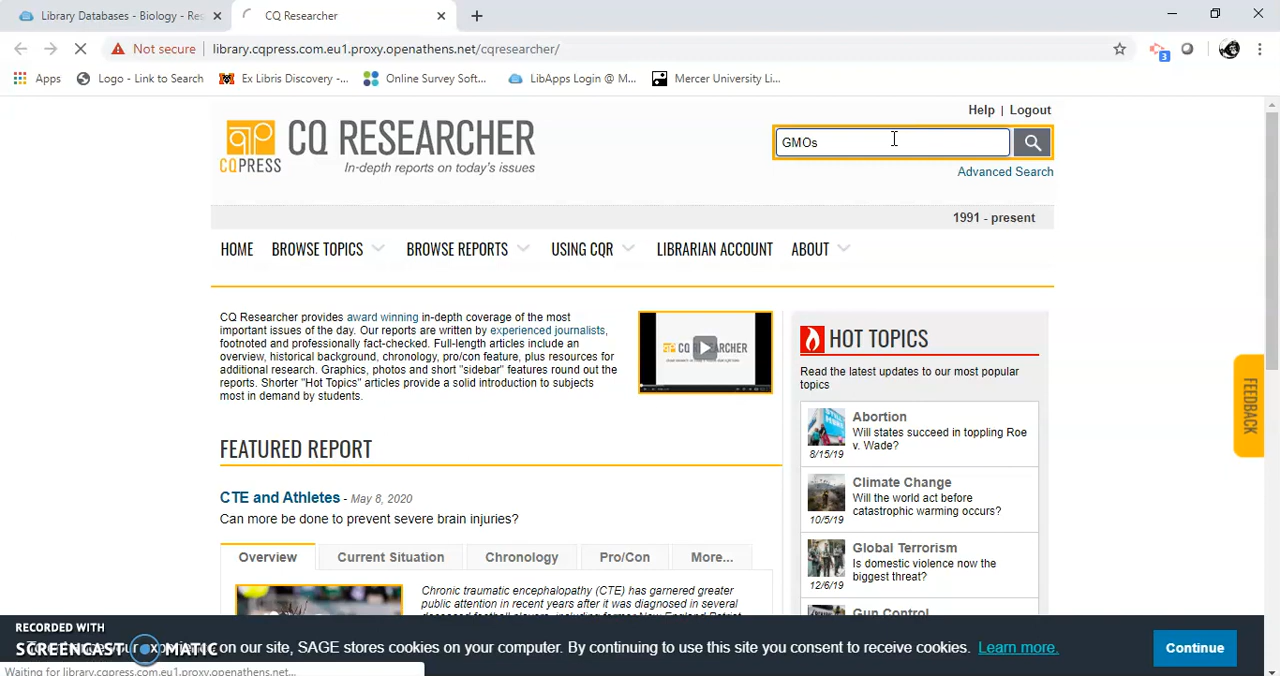 Library Databases - Biology - Re
CQ Researcher
Not secure
library.cqpress.com.eu1.proxy.openathens.net/cqresearcher/
3
Apps
Logo - Link to Search
Ex Libris Discovery -...
Online Survey Soft...
LibApps Login @ M...
Mercer University Li...
Help | Logout
CQPRESS
CQ RESEARCHER
In-depth reports on today's issues
GMOs
Advanced Search
1991 - present
HOME
BROWSE TOPICS
BROWSE REPORTS
USING CQR
LIBRARIAN ACCOUNT
ABOUT
CQ Researcher provides award winning in-depth coverage of the most
important issues of the day. Our reports are written by experienced journalists,
footnoted and professionally fact-checked. Full-length articles include an
overview, historical background, chronology, pro/con feature, plus resources for
additional research. Graphics, photos and short "sidebar" features round out the
reports. Shorter "Hot Topics" articles provide a solid introduction to subjects
most in demand by students.
HOT TOPICS
Read the latest updates to our most popular
topics
Abortion
Will states succeed in toppling Roe
v. Wade?
8/15/19
Climate Change
Will the world act before
catastrophic warming occurs?
10/5/19
Global Terrorism
Is domestic violence now the
biggest threat?
12/6/19
Gun Control
FEEDBACK
FEATURED REPORT
CTE and Athletes - May 8, 2020
Can more be done to prevent severe brain injuries?
Overview
Current Situation
Chronology
Pro/Con
More...
Chronic traumatic encephalopathy (CTE) has garnered greater
public attention in recent years after it was diagnosed in several
RECORDED WITH
SCREENCAST MATIC
on our site, SAGE stores cookies on your computer. By continuing to use this site you consent to receive cookies. Learn more.
Continue
Waiting for library.cqpress.com.eu1.proxy.openathens.net...